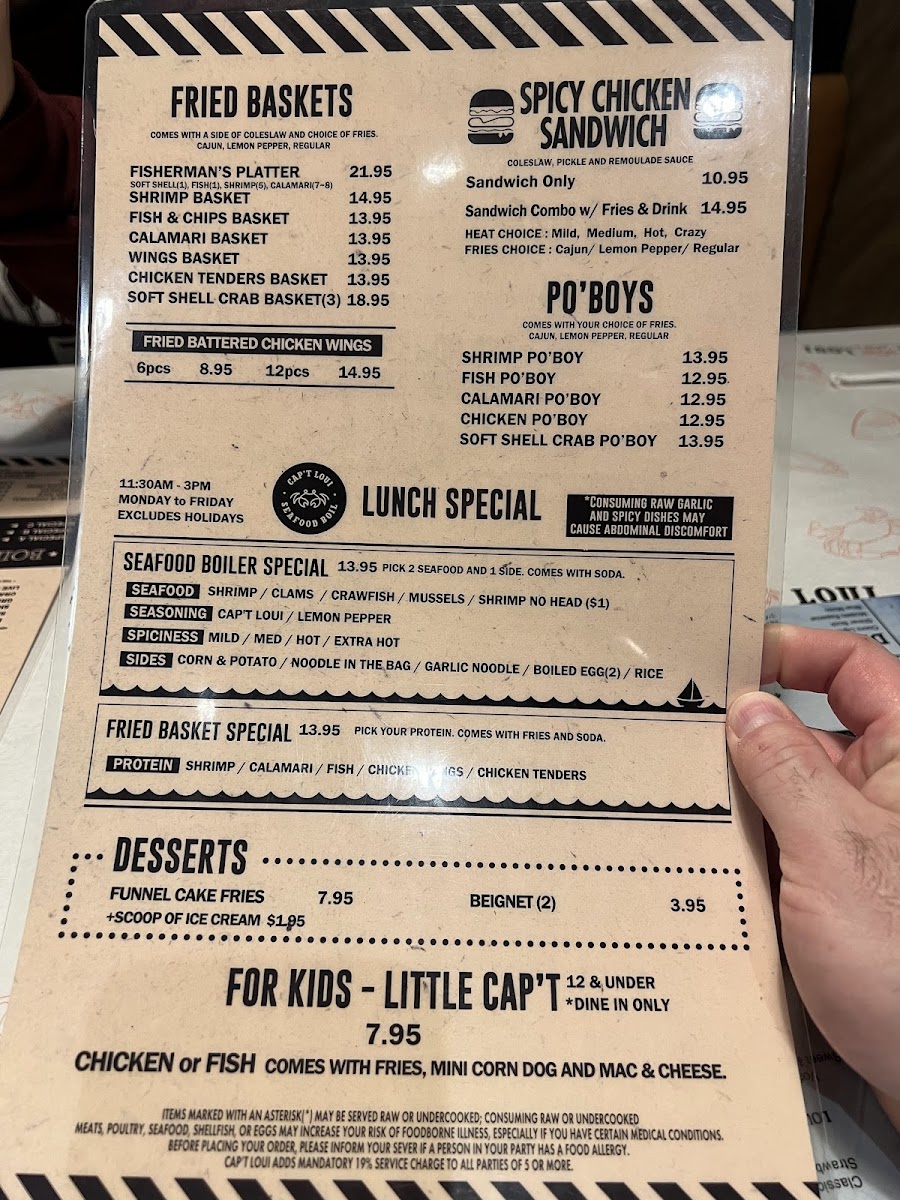 FRIED BASKETS
COMES WITH A SIDE OF COLESLAW AND CHOICE OF FRIES.
CAJUN, LEMON PEPPER, REGULAR
FISHERMAN'S PLATTER 21.95
SOFT SHELL(1), FISH(1), SHRIMP(5), CALAMARI(7~8)
SHRIMP BASKET 14.95
FISH & CHIPS BASKET 13.95
CALAMARI BASKET 13.95
WINGS BASKET 13.95
CHICKEN TENDERS BASKET 13.95
SOFT SHELL CRAB BASKET(3) 18.95
FRIED BATTERED CHICKEN WINGS
6pcs 8.95 12pcs 14.95
SPICY CHICKEN
SANDWICH
COLESLAW, PICKLE AND REMOULADE SAUCE
Sandwich Only 10.95
Sandwich Combo w/ Fries & Drink 14.95
HEAT CHOICE : Mild, Medium, Hot, Crazy
FRIES CHOICE : Cajun/ Lemon Pepper/ Regular
PO'BOYS
COMES WITH YOUR CHOICE OF FRIES.
CAJUN, LEMON PEPPER, REGULAR
SHRIMP PO'BOY 13.95
FISH PO'BOY 12.95
CALAMARI PO'BOY 12.95
CHICKEN PO'BOY 12.95
SOFT SHELL CRAB PO'BOY 13.95
11:30AM - 3PM
MONDAY to FRIDAY
EXCLUDES HOLIDAYS
CAP'T LOUI
SEAFOOD BOIL
LUNCH SPECIAL
*CONSUMING RAW GARLIC
AND SPICY DISHES MAY
CAUSE ABDOMINAL DISCOMFORT
SEAFOOD BOILER SPECIAL 13.95 PICK 2 SEAFOOD AND 1 SIDE. COMES WITH SODA.
SEAFOOD SHRIMP / CLAMS / CRAWFISH / MUSSELS / SHRIMP NO HEAD ($1)
SEASONING CAP'T LOUI / LEMON PEPPER
SPICINESS MILD / MED / HOT / EXTRA HOT
SIDES CORN & POTATO / NOODLE IN THE BAG / GARLIC NOODLE / BOILED EGG(2) / RICE
FRIED BASKET SPECIAL 13.95 PICK YOUR PROTEIN. COMES WITH FRIES AND SODA.
PROTEIN SHRIMP / CALAMARI / FISH / / CHICKEN TENDERS
DESSERTS
FUNNEL CAKE FRIES 7.95 BEIGNET (2) 3.95
+SCOOP OF ICE CREAM $1.95
FOR KIDS - LITTLE CAP'T 12 & UNDER
*DINE IN ONLY
7.95
CHICKEN or FISH COMES WITH FRIES, MINI CORN DOG AND MAC & CHEESE.
ITEMS MARKED WITH AN ASTERISK(*) MAY BE SERVED RAW OR UNDERCOOKED; CONSUMING RAW OR UNDERCOOKED
MEATS, POULTRY, SEAFOOD, SHELLFISH, OR EGGS MAY INCREASE YOUR RISK OF FOODBORNE ILLNESS, ESPECIALLY IF YOU HAVE CERTAIN MEDICAL CONDITIONS.
BEFORE PLACING YOUR ORDER, PLEASE INFORM YOUR SEVER IF A PERSON IN YOUR PARTY HAS A FOOD ALLERGY.
CAP'T LOUI ADDS MANDATORY 19% SERVICE CHARGE TO ALL PARTIES OF 5 OR MORE.